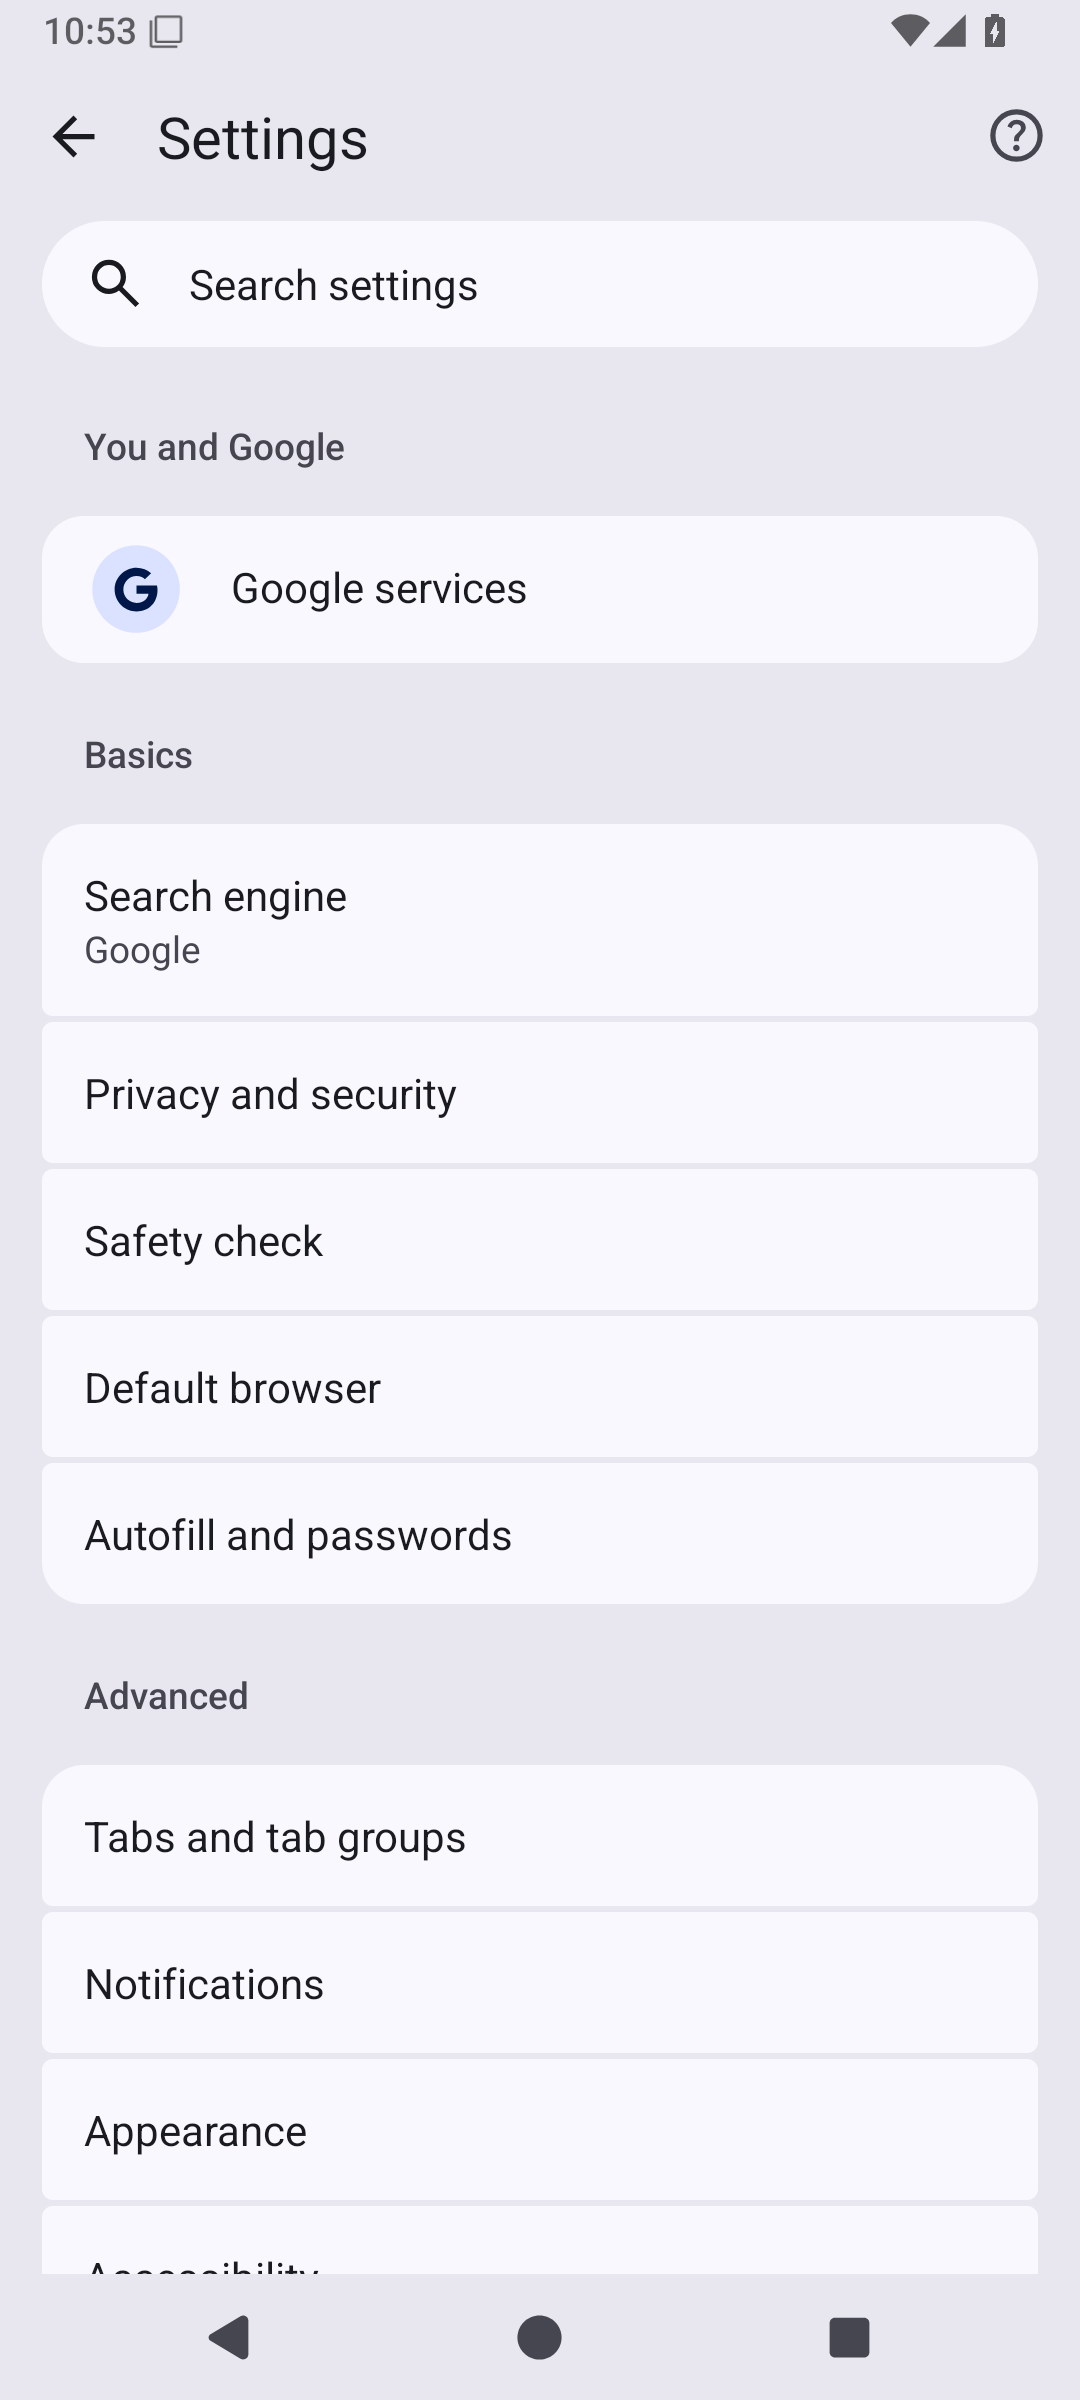 10:53
Settings
Search settings
You and Google
Google services
Basics
Search engine
Google
Privacy and security
Safety check
Default browser
Autofill and passwords
Advanced
Tabs and tab groups
Notifications
Appearance
Accessibility